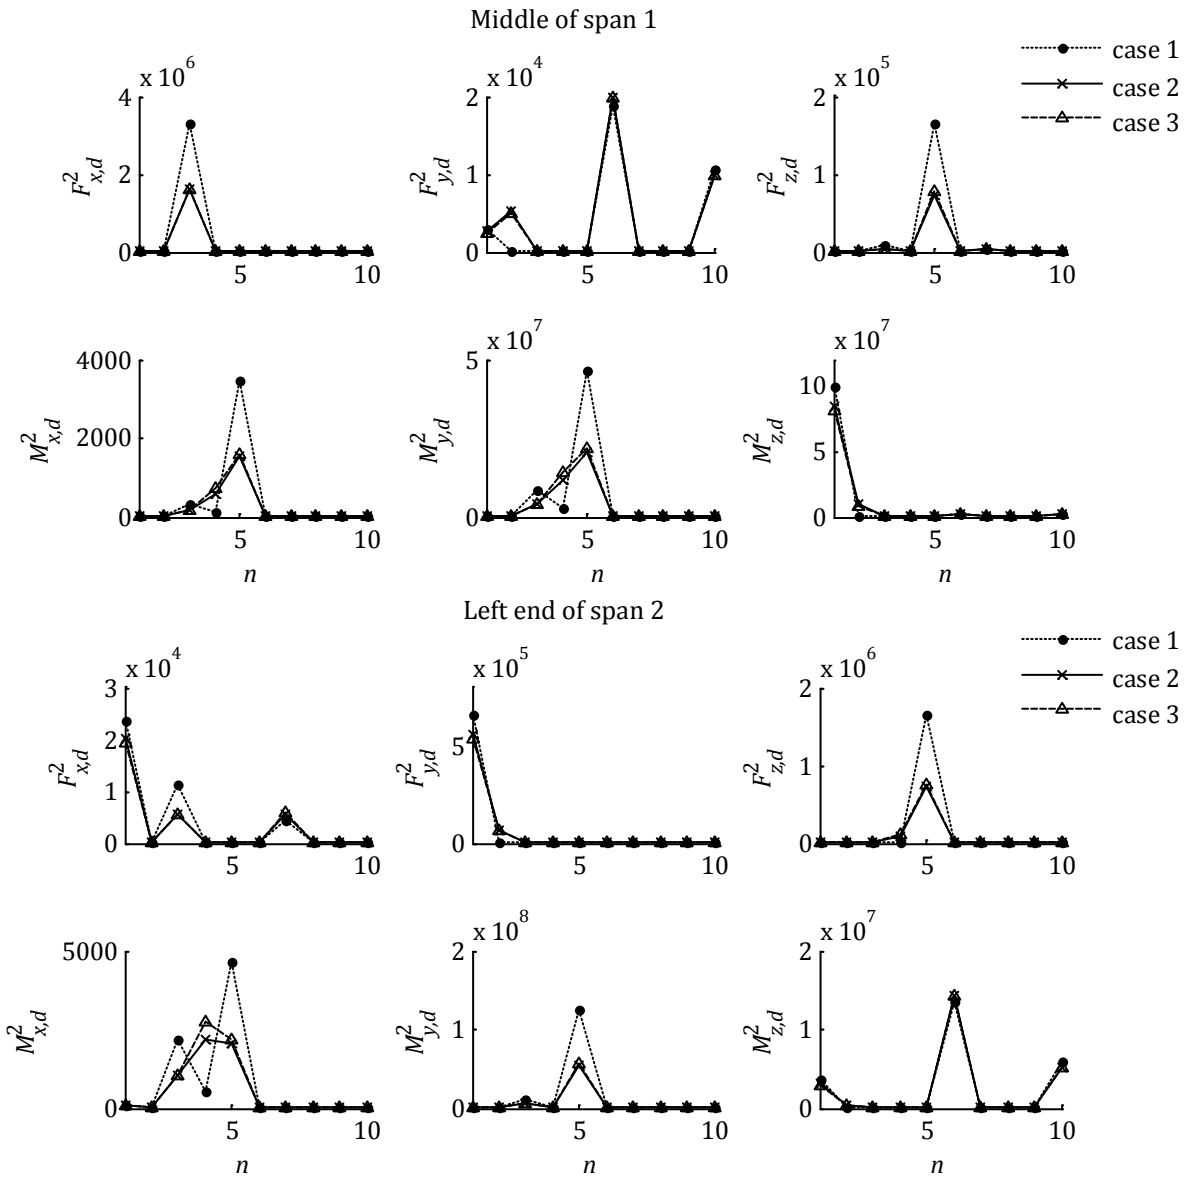 Middle of span 1
case 1
case 2
case 3
x 10^6
F^2_{x,d}
4
2
0
5
10
x 10^4
F^2_{y,d}
2
1
0
5
10
x 10^5
F^2_{z,d}
2
1
0
5
10
M^2_{x,d}
4000
2000
0
5
10
n
x 10^7
M^2_{y,d}
5
0
5
10
n
x 10^7
M^2_{z,d}
10
5
0
5
10
n
Left end of span 2
case 1
case 2
case 3
x 10^4
F^2_{x,d}
3
2
1
0
5
10
x 10^5
F^2_{y,d}
5
0
5
10
x 10^6
F^2_{z,d}
2
1
0
5
10
M^2_{x,d}
5000
0
5
10
n
x 10^8
M^2_{y,d}
2
1
0
5
10
n
x 10^7
M^2_{z,d}
2
1
0
5
10
n